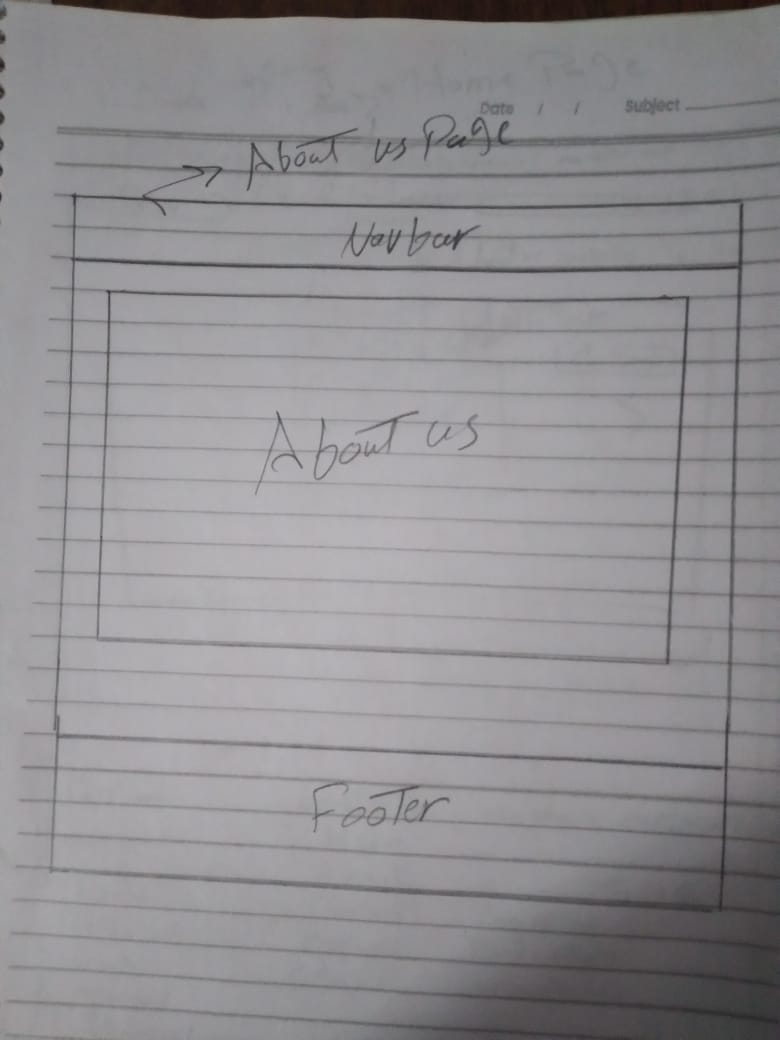 Date / / Subject
About us Page
Navbar
About us
Footer